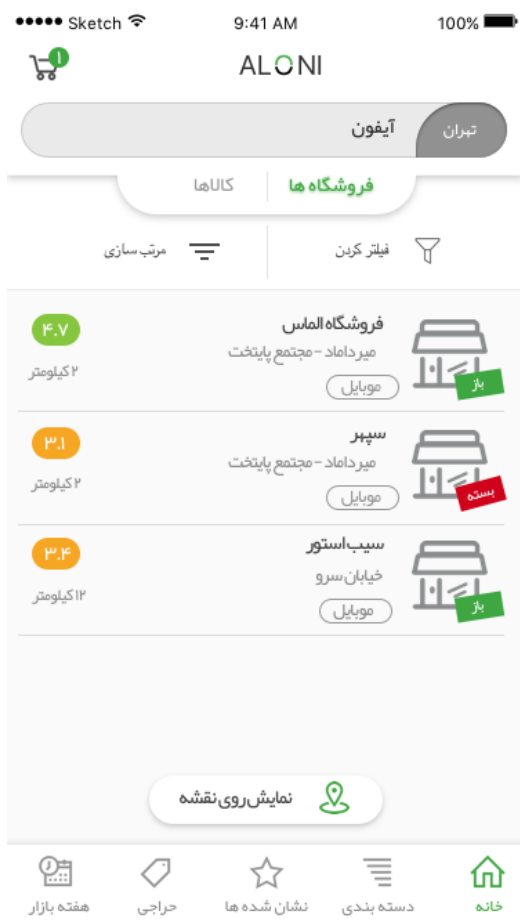 Sketch
9:41 AM
100%
۱
ALONI
تهران
آیفون
فروشگاه ها
کالاها
فیلتر کردن
مرتب سازی
فروشگاه الماس
۴.۷
میرداماد - مجتمع پایتخت
۲ کیلومتر
موبایل
باز
سپهر
۳.۱
میرداماد - مجتمع پایتخت
۲ کیلومتر
موبایل
بسته
سیب استور
۳.۴
خیابان سرو
۱۲ کیلومتر
موبایل
باز
نمایش روی نقشه
خانه
دسته بندی
نشان شده ها
حراجی
هفته بازار